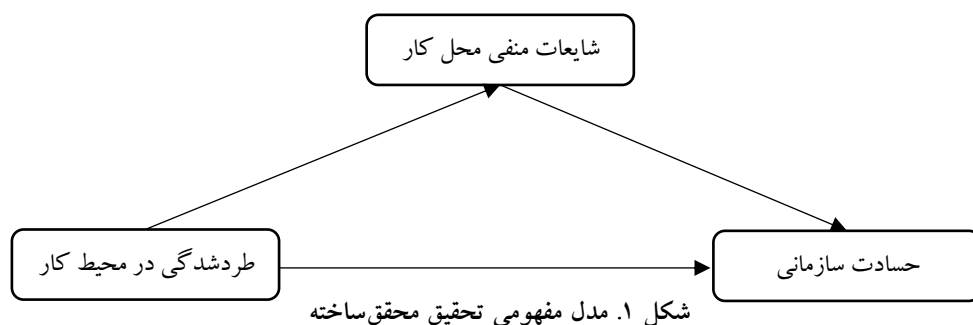 شایعات منفی محل کار
حسادت سازمانی
طردشدگی در محیط کار
شکل ۱. مدل مفهومی تحقیق محقق‌ساخته